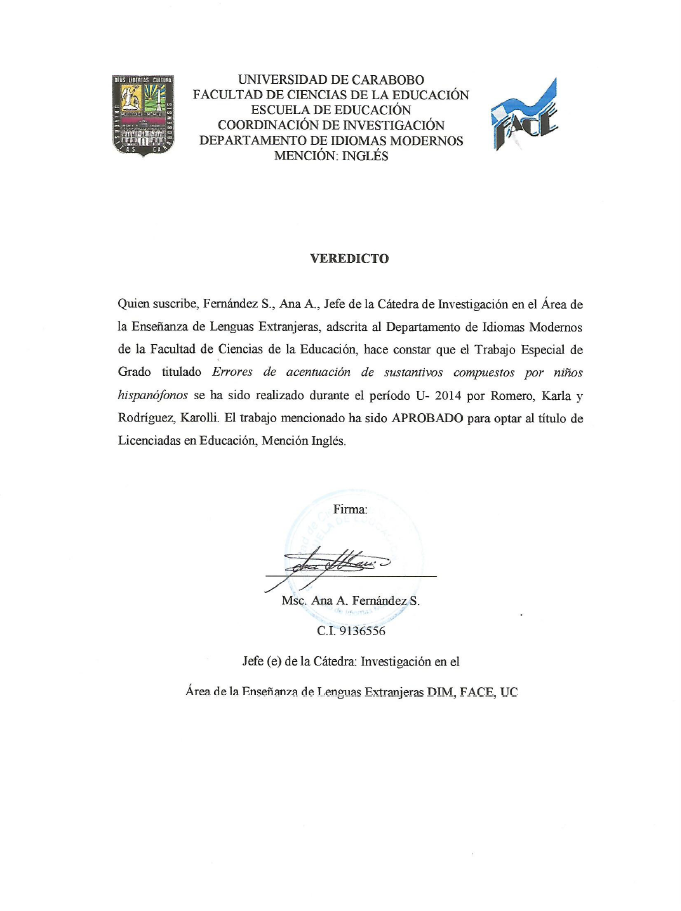 DEUS LIBERTAS CULTURA
UNIVERSIDAD DE CARABOBO
FACULTAD DE CIENCIAS DE LA EDUCACIÓN
ESCUELA DE EDUCACIÓN
COORDINACIÓN DE INVESTIGACIÓN
DEPARTAMENTO DE IDIOMAS MODERNOS
MENCIÓN: INGLÉS
FACE
VEREDICTO
Quien suscribe, Fernández S., Ana A., Jefe de la Cátedra de Investigación en el Área de
la Enseñanza de Lenguas Extranjeras, adscrita al Departamento de Idiomas Modernos
de la Facultad de Ciencias de la Educación, hace constar que el Trabajo Especial de
Grado titulado Errores de acentuación de sustantivos compuestos por niños
hispanófonos se ha sido realizado durante el período U- 2014 por Romero, Karla y
Rodríguez, Karolli. El trabajo mencionado ha sido APROBADO para optar al título de
Licenciadas en Educación, Mención Inglés.
Firma:
Msc. Ana A. Fernández S.
C.I. 9136556
Jefe (e) de la Cátedra: Investigación en el
Área de la Enseñanza de Lenguas Extranjeras DIM, FACE, UC